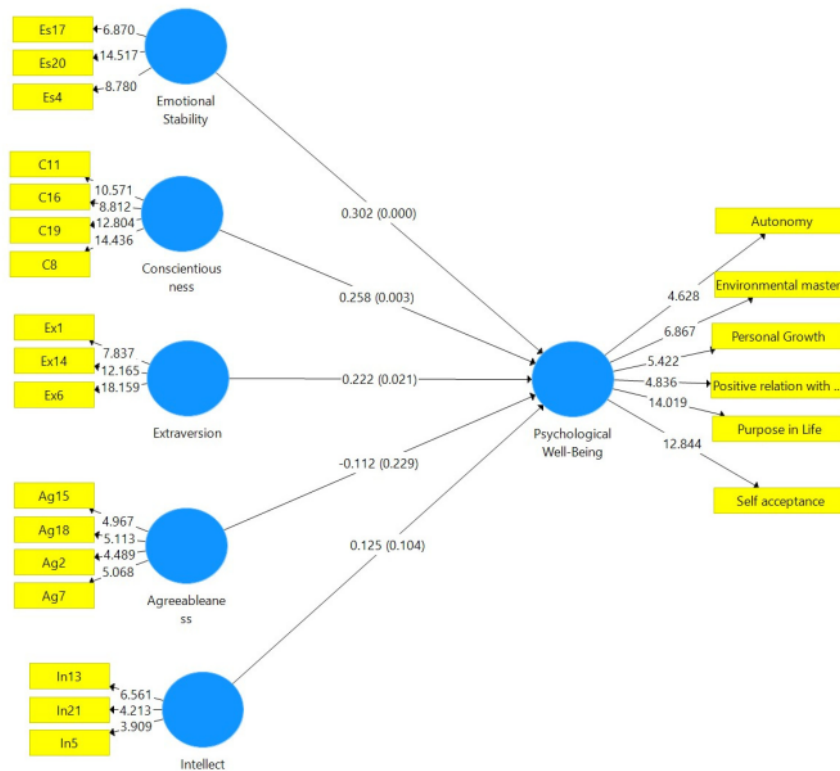 Es17
6.870
Es20
14.517
Es4
8.780
Emotional
Stability
C11
10.571
C16
8.812
C19
12.804
C8
14.436
Conscientious
ness
Ex1
7.837
Ex14
12.165
Ex6
18.159
Extraversion
Ag15
4.967
Ag18
5.113
Ag2
4.489
Ag7
5.068
Agreeableane
ss
In13
6.561
In21
4.213
In5
3.909
Intellect
0.302 (0.000)
0.258 (0.003)
0.222 (0.021)
-0.112 (0.229)
0.125 (0.104)
Psychological
Well-Being
4.628
Autonomy
6.867
Environmental master
5.422
Personal Growth
4.836
Positive relation with ...
14.019
Purpose in Life
12.844
Self acceptance